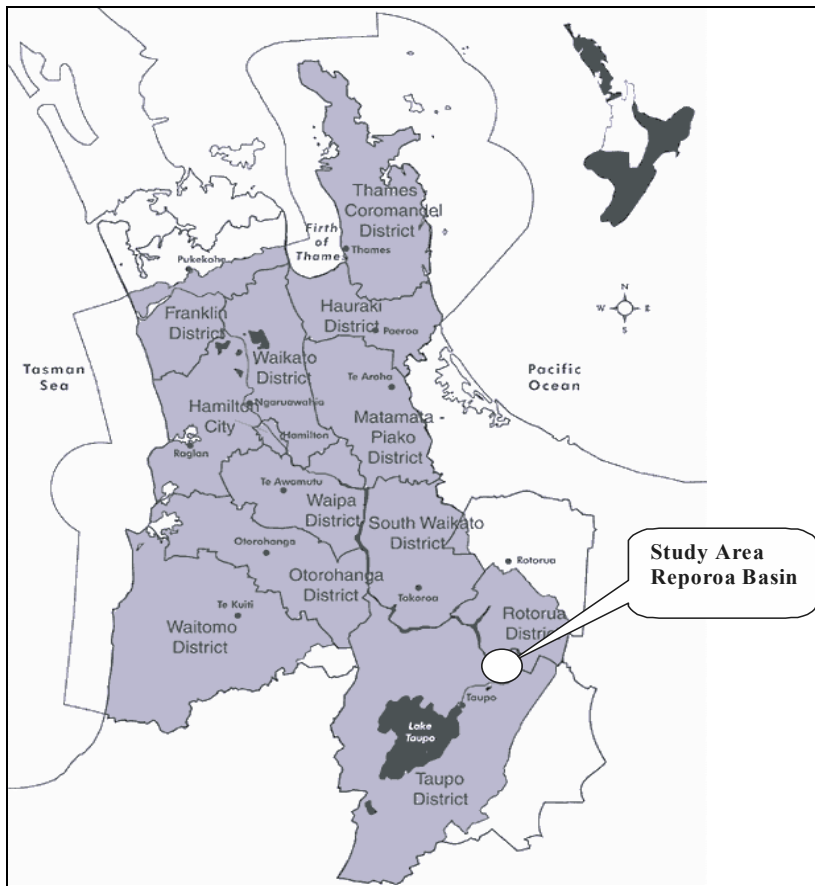 Thames -
Coromandel
District
Firth
of
Thames
Thames
Pukekohe
Franklin
District
Hauraki
District
Paeroa
Tasman
Sea
Waikato
District
Te Aroha
Pacific
Ocean
N
W E
S
Ngaruawahia
Hamilton
City
Hamilton
Matamata -
Piako
District
Raglan
Te Awamutu
Waipa
District
South Waikato
District
Otorohanga
Otorohanga
District
Rotorua
Tokoroa
Study Area
Reporoa Basin
Te Kuiti
Waitomo
District
Rotorua
District
Taupo
Lake
Taupo
Taupo
District